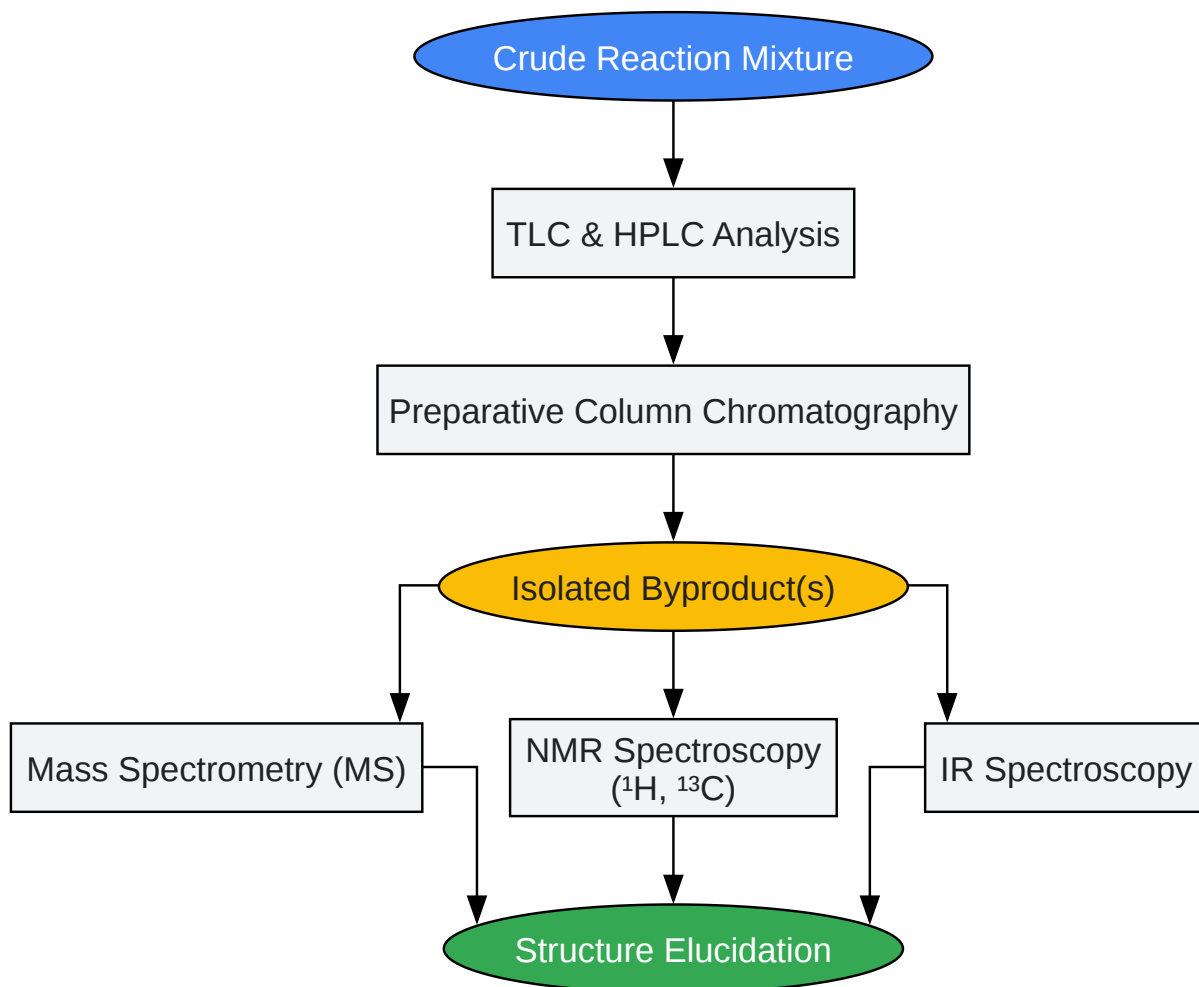 Crude Reaction Mixture
TLC & HPLC Analysis
Preparative Column Chromatography
Isolated Byproduct(s)
Mass Spectrometry (MS)
NMR Spectroscopy
(¹H, ¹³C)
IR Spectroscopy
Structure Elucidation